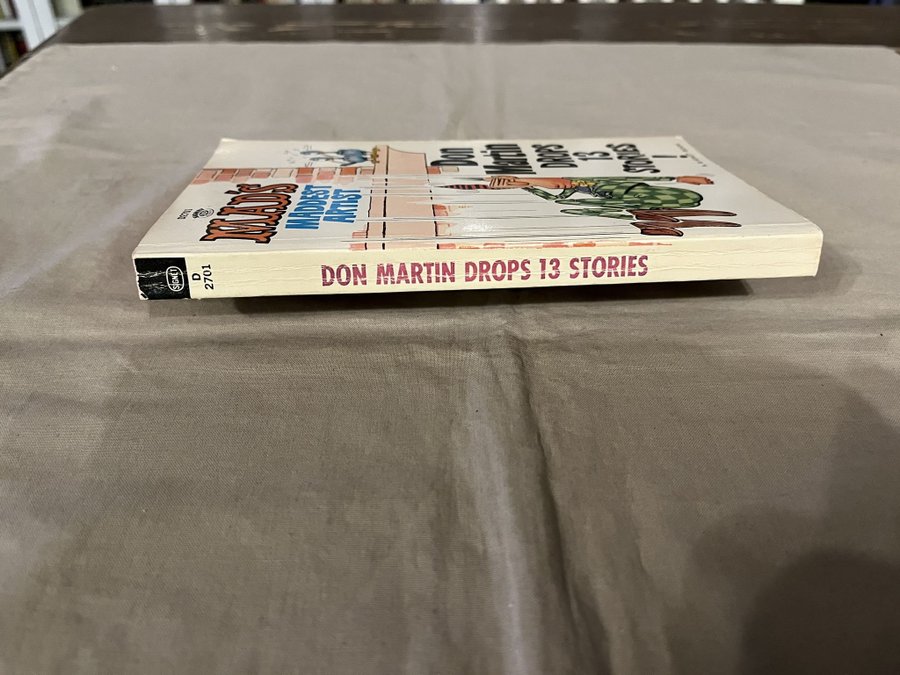 MAD'S
MADDEST
ARTIST
Don
Martin
DROPS
13
STORIES
!
SIGNET
D
2701
DON MARTIN DROPS 13 STORIES